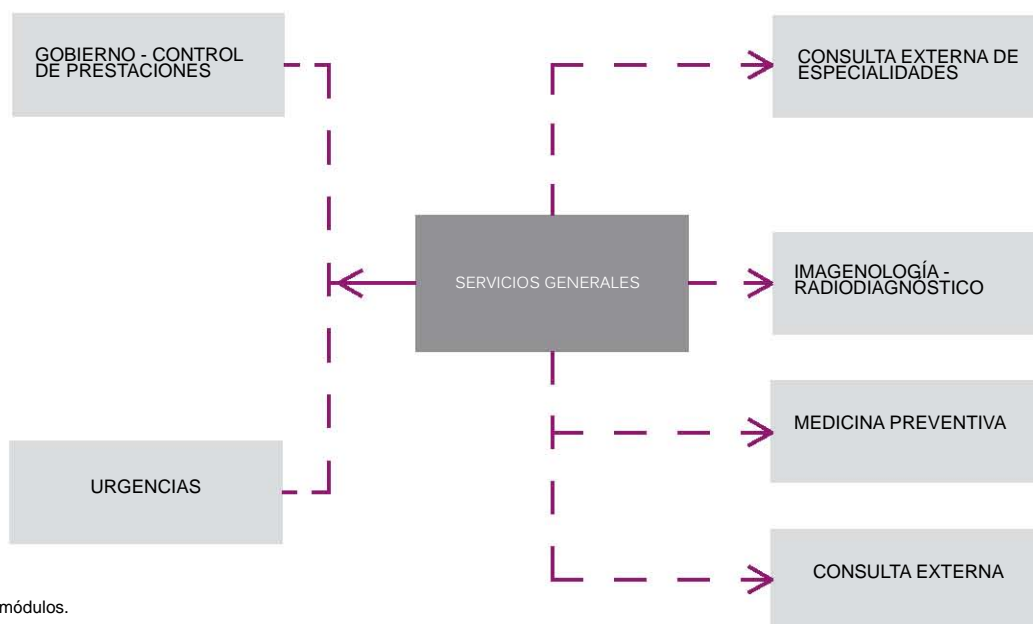 GOBIERNO - CONTROL
DE PRESTACIONES
CONSULTA EXTERNA DE
ESPECIALIDADES
SERVICIOS GENERALES
IMAGENOLOGÍA -
RADIODIAGNÓSTICO
MEDICINA PREVENTIVA
URGENCIAS
CONSULTA EXTERNA
módulos.